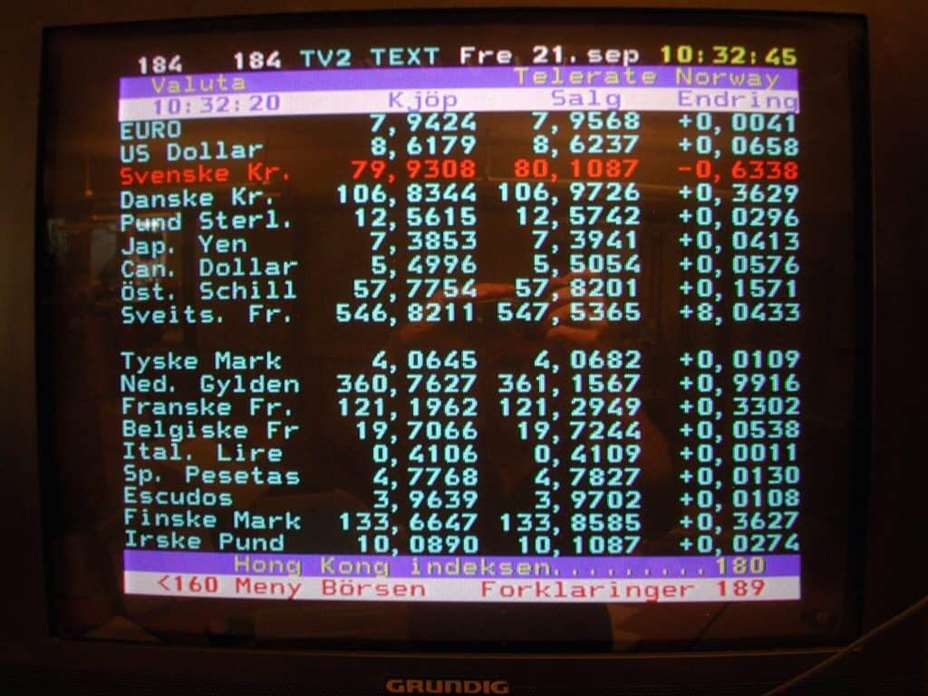 184 184 TV2 TEXT Fre 21. sep 10:32:45
Valuta Telerate Norway
10:32:20 Kjöp Salg Endring
EURO 7,9424 7,9568 +0,0041
US Dollar 8,6179 8,6237 +0,0658
Svenske Kr. 79,9308 80,1087 -0,6338
Danske Kr. 106,8344 106,9726 +0,3629
Pund Sterl. 12,5615 12,5742 +0,0296
Jap. Yen 7,3853 7,3941 +0,0413
Can. Dollar 5,4996 5,5054 +0,0576
Öst. Schill 57,7754 57,8201 +0,1571
Sveits. Fr. 546,8211 547,5365 +8,0433
Tyske Mark 4,0645 4,0682 +0,0109
Ned. Gylden 360,7627 361,1567 +0,9916
Franske Fr. 121,1962 121,2949 +0,3302
Belgiske Fr 19,7066 19,7244 +0,0538
Ital. Lire 0,4106 0,4109 +0,0011
Sp. Pesetas 4,7768 4,7827 +0,0130
Escudos 3,9639 3,9702 +0,0108
Finske Mark 133,6647 133,8585 +0,3627
Irske Pund 10,0890 10,1087 +0,0274
Hong Kong indeksen.........180
<160 Meny Börsen Forklaringer 189
GRUNDIG